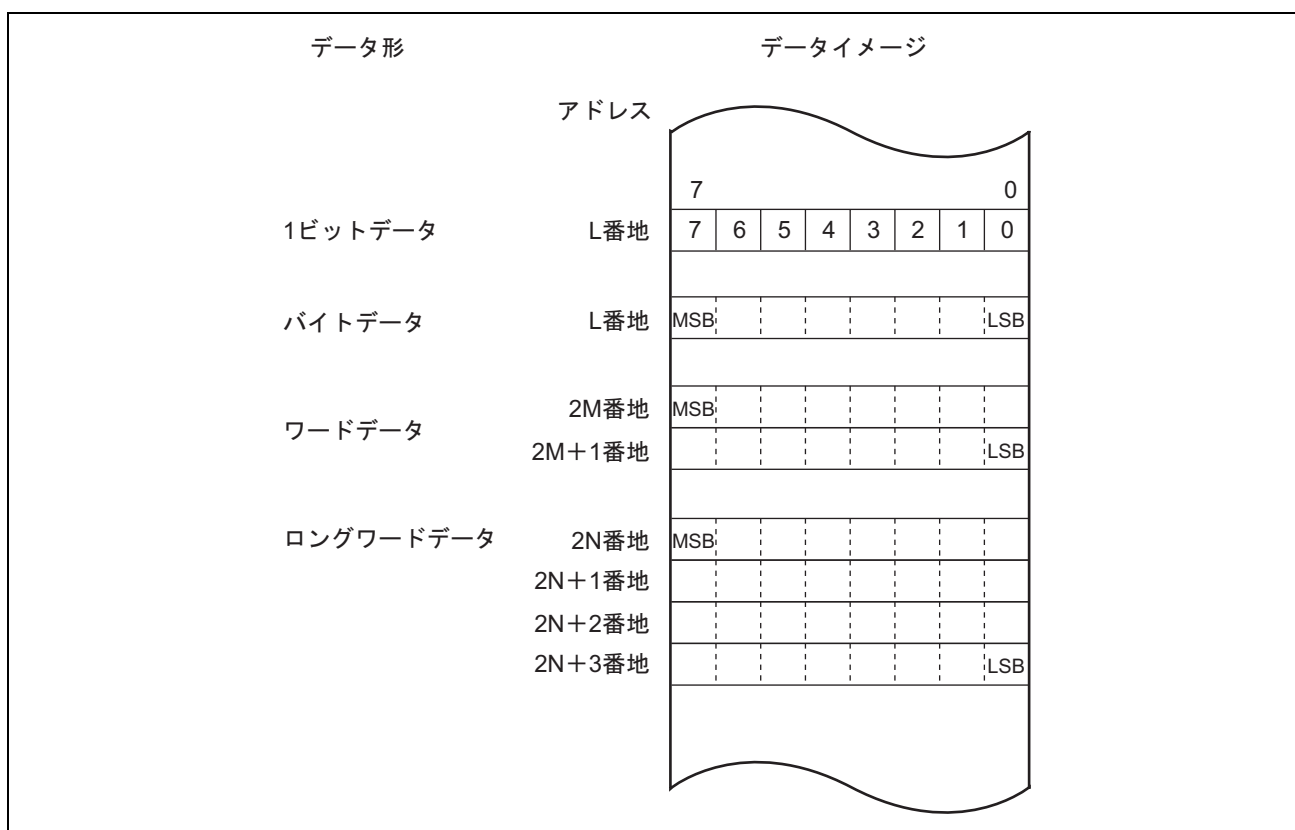 データ形 データイメージ
アドレス
7 0
1ビットデータ L番地 7 6 5 4 3 2 1 0
バイトデータ L番地 MSB LSB
2M番地 MSB
ワードデータ
2M+1番地 LSB
ロングワードデータ 2N番地 MSB
2N+1番地
2N+2番地
2N+3番地 LSB